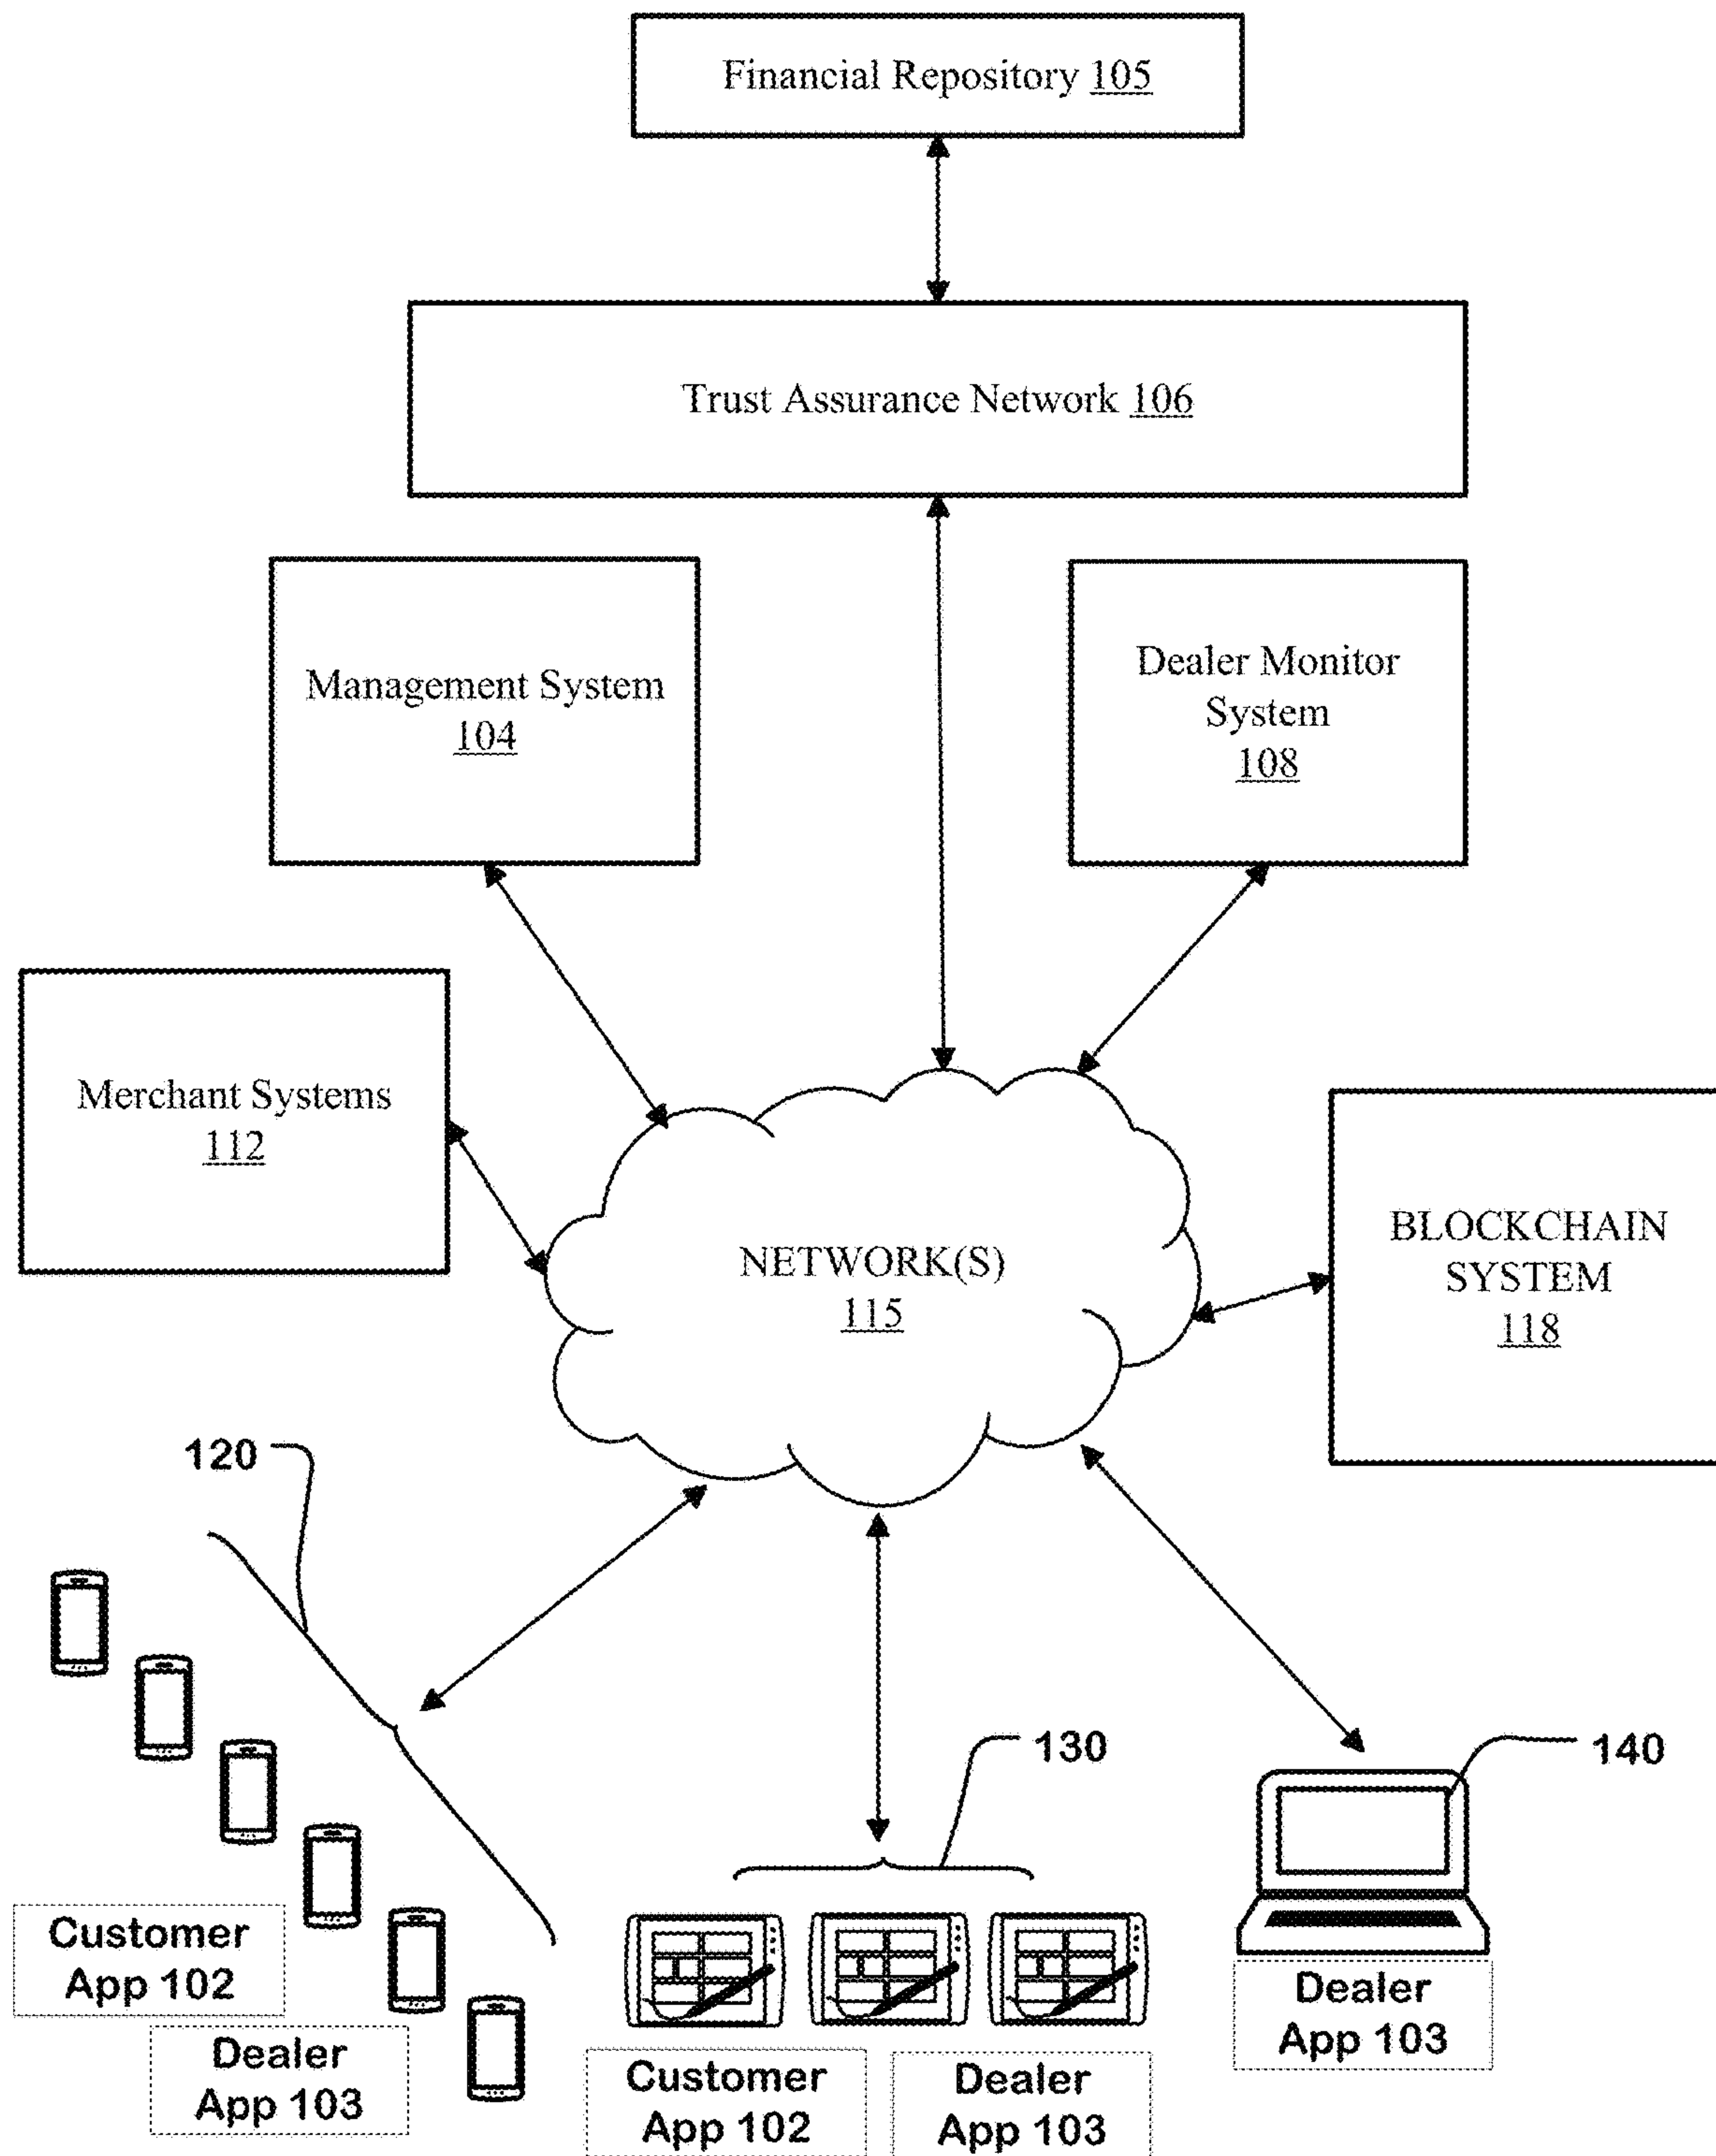 Financial Repository 105
Trust Assurance Network 106
Management System
104
Dealer Monitor
System
108
Merchant Systems
112
NETWORK(S)
115
BLOCKCHAIN
SYSTEM
118
120
130
140
Customer
App 102
Dealer
App 103
Customer
App 102
Dealer
App 103
Dealer
App 103